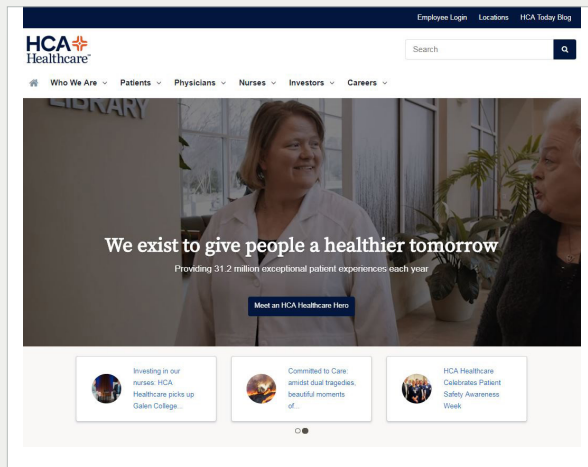 Employee Login Locations HCA Today Blog
HCA
Healthcare™
Search
Who We Are Patients Physicians Nurses Investors Careers
LIBRARY
We exist to give people a healthier tomorrow
Providing 31.2 million exceptional patient experiences each year
Meet an HCA Healthcare Hero
Investing in our
nurses: HCA
Healthcare picks up
Galen College...
Committed to Care:
amidst dual tragedies,
beautiful moments
of...
HCA Healthcare
Celebrates Patient
Safety Awareness
Week